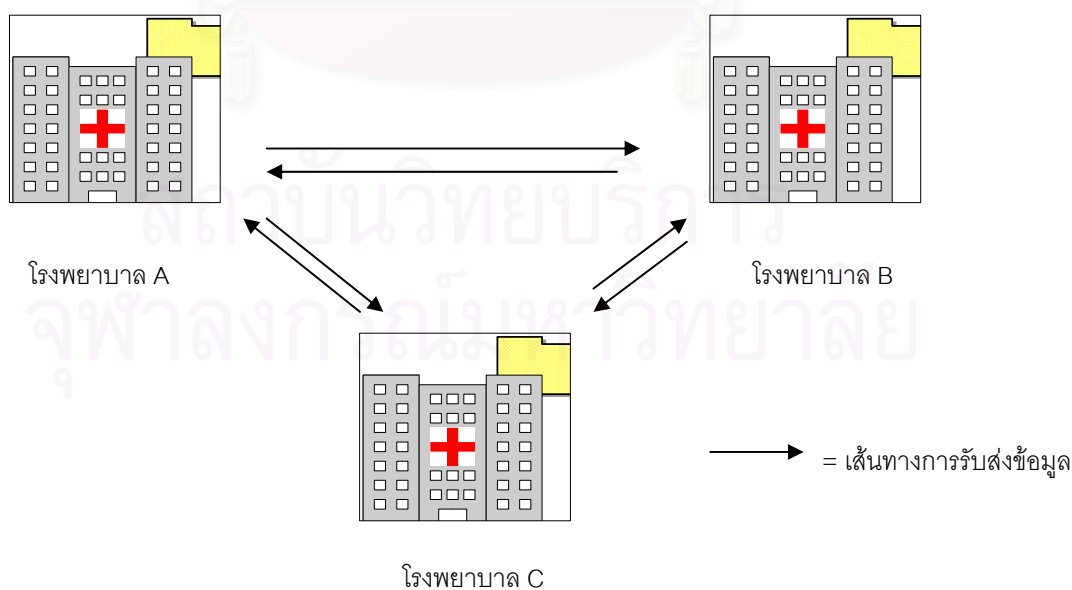 โรงพยาบาล A
โรงพยาบาล B
สถาบันวิทยบริการ
จุฬาลงกรณ์มหาวิทยาลัย
= เส้นทางการรับส่งข้อมูล
โรงพยาบาล C